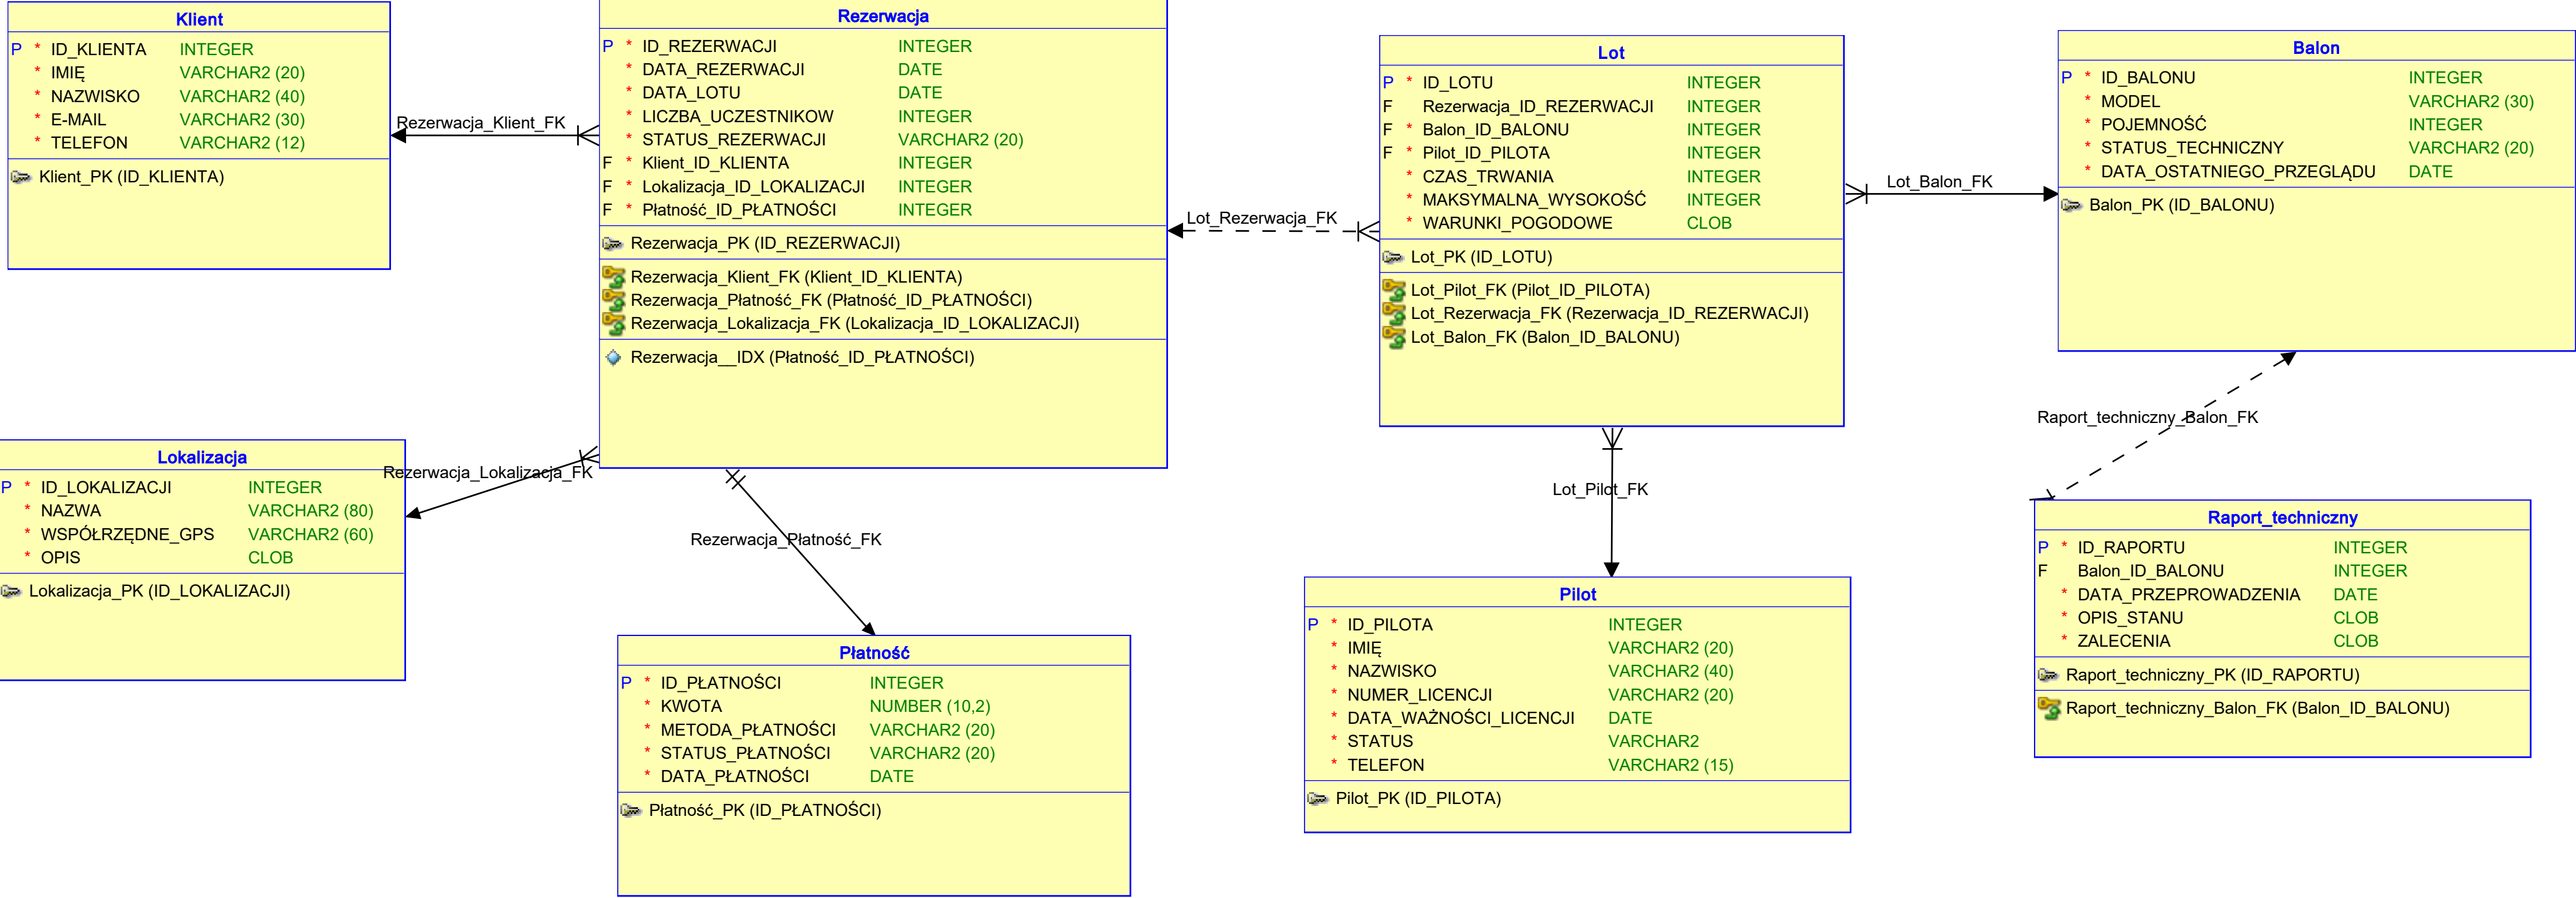 Klient
P * ID_KLIENTA INTEGER
* IMIĘ VARCHAR2 (20)
* NAZWISKO VARCHAR2 (40)
* E-MAIL VARCHAR2 (30)
* TELEFON VARCHAR2 (12)
Klient_PK (ID_KLIENTA)
Rezerwacja_Klient_FK
Rezerwacja
P * ID_REZERWACJI INTEGER
* DATA_REZERWACJI DATE
* DATA_LOTU DATE
* LICZBA_UCZESTNIKOW INTEGER
* STATUS_REZERWACJI VARCHAR2 (20)
F * Klient_ID_KLIENTA INTEGER
F * Lokalizacja_ID_LOKALIZACJI INTEGER
F * Płatność_ID_PŁATNOŚCI INTEGER
Rezerwacja_PK (ID_REZERWACJI)
Rezerwacja_Klient_FK (Klient_ID_KLIENTA)
Rezerwacja_Płatność_FK (Płatność_ID_PŁATNOŚCI)
Rezerwacja_Lokalizacja_FK (Lokalizacja_ID_LOKALIZACJI)
Rezerwacja__IDX (Płatność_ID_PŁATNOŚCI)
Lot_Rezerwacja_FK
Lot
P * ID_LOTU INTEGER
F Rezerwacja_ID_REZERWACJI INTEGER
F * Balon_ID_BALONU INTEGER
F * Pilot_ID_PILOTA INTEGER
* CZAS_TRWANIA INTEGER
* MAKSYMALNA_WYSOKOŚĆ INTEGER
* WARUNKI_POGODOWE CLOB
Lot_PK (ID_LOTU)
Lot_Pilot_FK (Pilot_ID_PILOTA)
Lot_Rezerwacja_FK (Rezerwacja_ID_REZERWACJI)
Lot_Balon_FK (Balon_ID_BALONU)
Lot_Balon_FK
Balon
P * ID_BALONU INTEGER
* MODEL VARCHAR2 (30)
* POJEMNOŚĆ INTEGER
* STATUS_TECHNICZNY VARCHAR2 (20)
* DATA_OSTATNIEGO_PRZEGLĄDU DATE
Balon_PK (ID_BALONU)
Raport_techniczny_Balon_FK
Lokalizacja
P * ID_LOKALIZACJI INTEGER
* NAZWA VARCHAR2 (80)
* WSPÓŁRZĘDNE_GPS VARCHAR2 (60)
* OPIS CLOB
Lokalizacja_PK (ID_LOKALIZACJI)
Rezerwacja_Lokalizacja_FK
Rezerwacja_Płatność_FK
Lot_Pilot_FK
Płatność
P * ID_PŁATNOŚCI INTEGER
* KWOTA NUMBER (10,2)
* METODA_PŁATNOŚCI VARCHAR2 (20)
* STATUS_PŁATNOŚCI VARCHAR2 (20)
* DATA_PŁATNOŚCI DATE
Płatność_PK (ID_PŁATNOŚCI)
Pilot
P * ID_PILOTA INTEGER
* IMIĘ VARCHAR2 (20)
* NAZWISKO VARCHAR2 (40)
* NUMER_LICENCJI VARCHAR2 (20)
* DATA_WAŻNOŚCI_LICENCJI DATE
* STATUS VARCHAR2
* TELEFON VARCHAR2 (15)
Pilot_PK (ID_PILOTA)
Raport_techniczny
P * ID_RAPORTU INTEGER
F Balon_ID_BALONU INTEGER
* DATA_PRZEPROWADZENIA DATE
* OPIS_STANU CLOB
* ZALECENIA CLOB
Raport_techniczny_PK (ID_RAPORTU)
Raport_techniczny_Balon_FK (Balon_ID_BALONU)